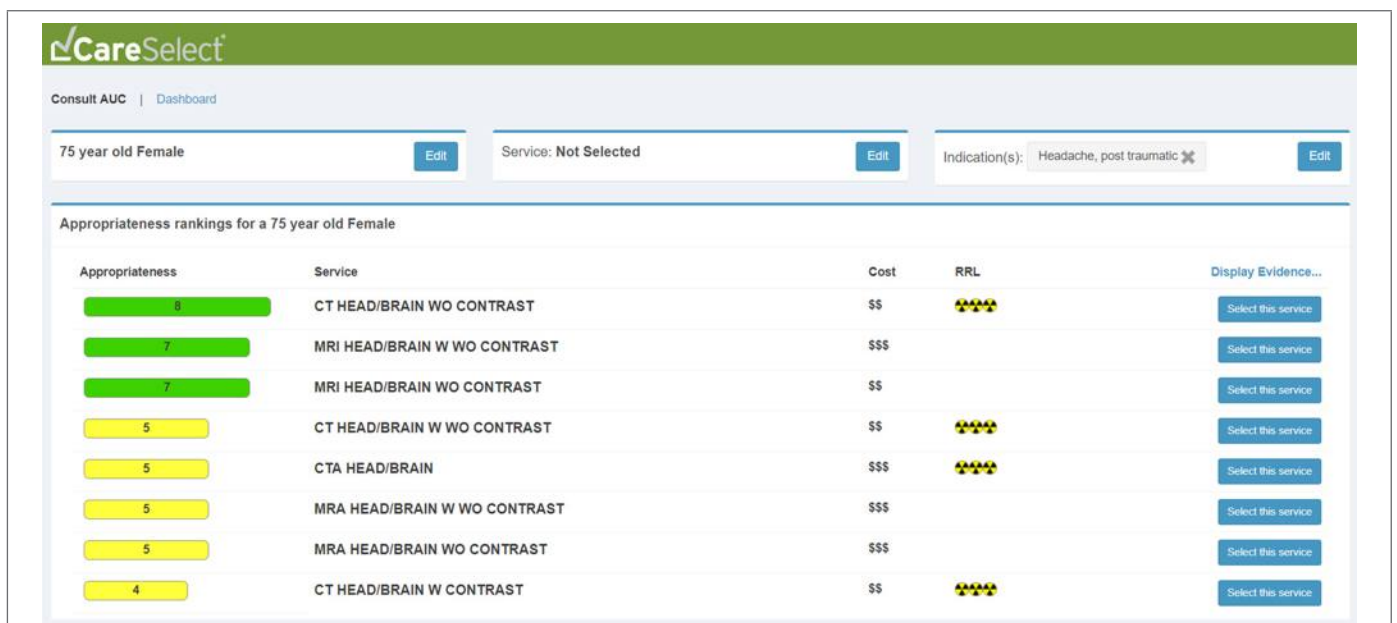 CareSelect
Consult AUC | Dashboard
75 year old Female Edit Service: Not Selected Edit Indication(s): Headache, post traumatic Edit
Appropriateness rankings for a 75 year old Female
Appropriateness Service Cost RRL Display Evidence...
8 CT HEAD/BRAIN WO CONTRAST $$ Select this service
7 MRI HEAD/BRAIN W WO CONTRAST $$$ Select this service
7 MRI HEAD/BRAIN WO CONTRAST $$ Select this service
5 CT HEAD/BRAIN W WO CONTRAST $$ Select this service
5 CTA HEAD/BRAIN $$$ Select this service
5 MRA HEAD/BRAIN W WO CONTRAST $$$ Select this service
5 MRA HEAD/BRAIN WO CONTRAST $$$ Select this service
4 CT HEAD/BRAIN W CONTRAST $$ Select this service